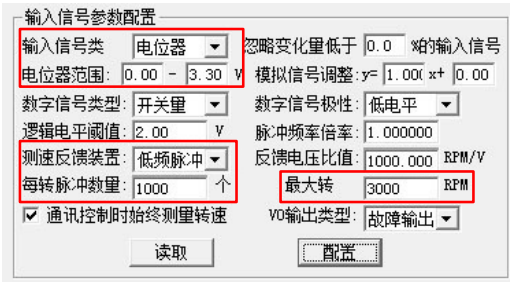 输入信号参数配置
输入信号类 电位器 忽略变化量低于 0.0 %的输入信号
电位器范围: 0.00 - 3.30 V 模拟信号调整:y= 1.00( x+ 0.00
数字信号类型: 开关量 数字信号极性: 低电平
逻辑电平阈值: 2.00 V 脉冲频率倍率: 1.000000
测速反馈装置: 低频脉冲 反馈电压比值: 1000.000 RPM/V
每转脉冲数量: 1000 个 最大转 3000 RPM
通讯控制时始终测量转速 VO输出类型: 故障输出
读取 配置